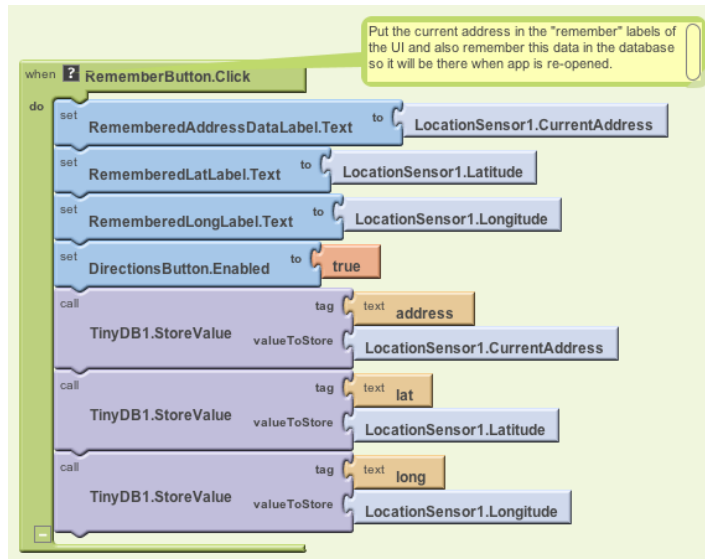 Put the current address in the "remember" labels of
the UI and also remember this data in the database
so it will be there when app is re-opened.
when ? RememberButton.Click
do
set RememberedAddressDataLabel.Text to LocationSensor1.CurrentAddress
set RememberedLatLabel.Text to LocationSensor1.Latitude
set RememberedLongLabel.Text to LocationSensor1.Longitude
set DirectionsButton.Enabled to true
call TinyDB1.StoreValue
tag text address
valueToStore LocationSensor1.CurrentAddress
call TinyDB1.StoreValue
tag text lat
valueToStore LocationSensor1.Latitude
call TinyDB1.StoreValue
tag text long
valueToStore LocationSensor1.Longitude